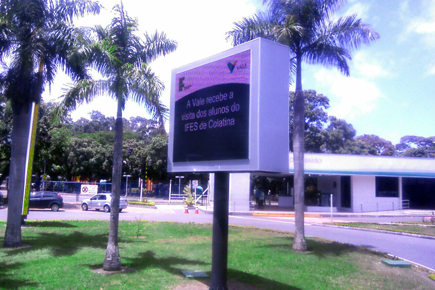 A Vale recebe a
visita dos alunos do
IFES de Colatina